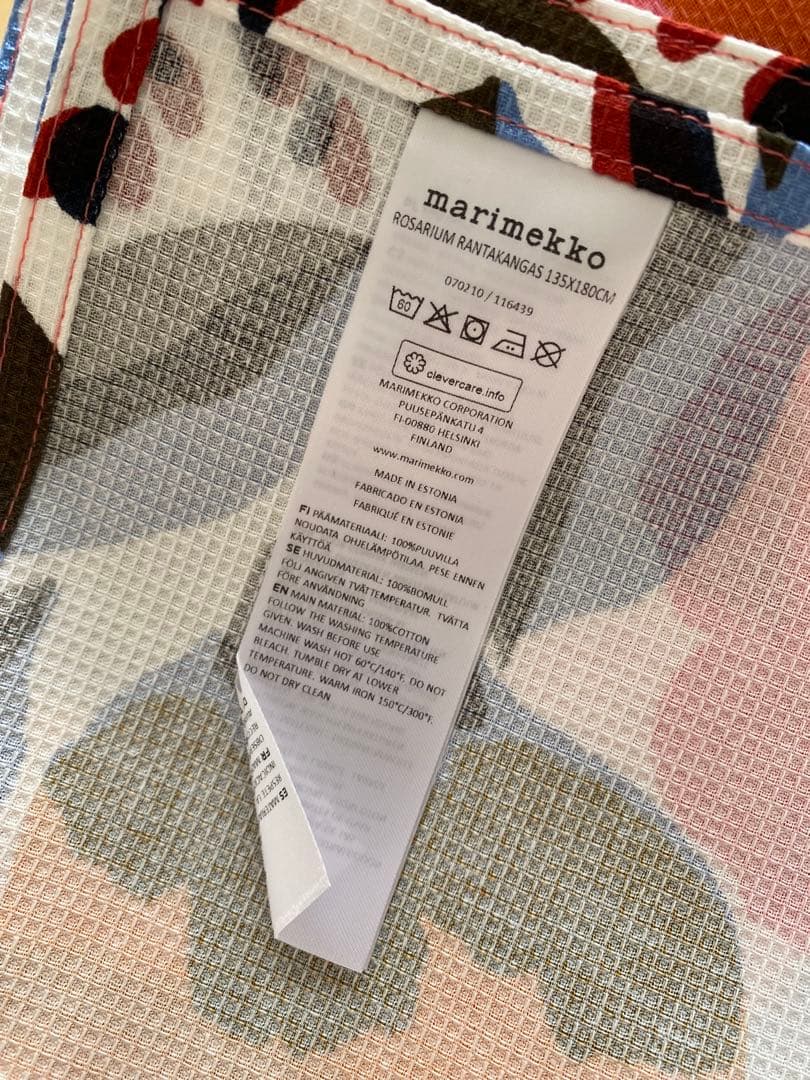 marimekko
ROSARIUM RANTAKANGAS 135X180CM
070210 / 116439
60
clevercare.info
MARIMEKKO CORPORATION
PUUSEPÄNKATU 4
FI-00880 HELSINKI
FINLAND
www.marimekko.com
MADE IN ESTONIA
FABRICADO EN ESTONIA
FABRIQUÉ EN ESTONIE
FI PÄÄMATERIAALI: 100%PUUVILLA
NOUDATA OHJELÄMPÖTILAA. PESE ENNEN
KÄYTTÖÄ
SE HUVUDMATERIAL: 100%BOMULL
FÖLJ ANGIVEN TVÄTTEMPERATUR. TVÄTTA
FÖRE ANVÄNDNING
EN MAIN MATERIAL: 100%COTTON
FOLLOW THE WASHING TEMPERATURE
GIVEN. WASH BEFORE USE
MACHINE WASH HOT 60°C/140°F. DO NOT
BLEACH. TUMBLE DRY AT LOWER
TEMPERATURE. WARM IRON 150°C/300°F.
DO NOT DRY CLEAN
FR
ES